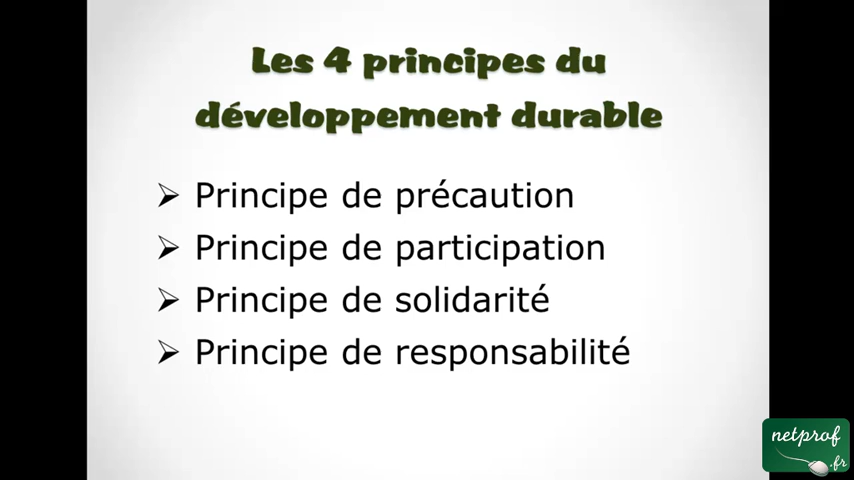 Les 4 principes du
développement durable
Principe de précaution
Principe de participation
Principe de solidarité
Principe de responsabilité
netprof
.fr